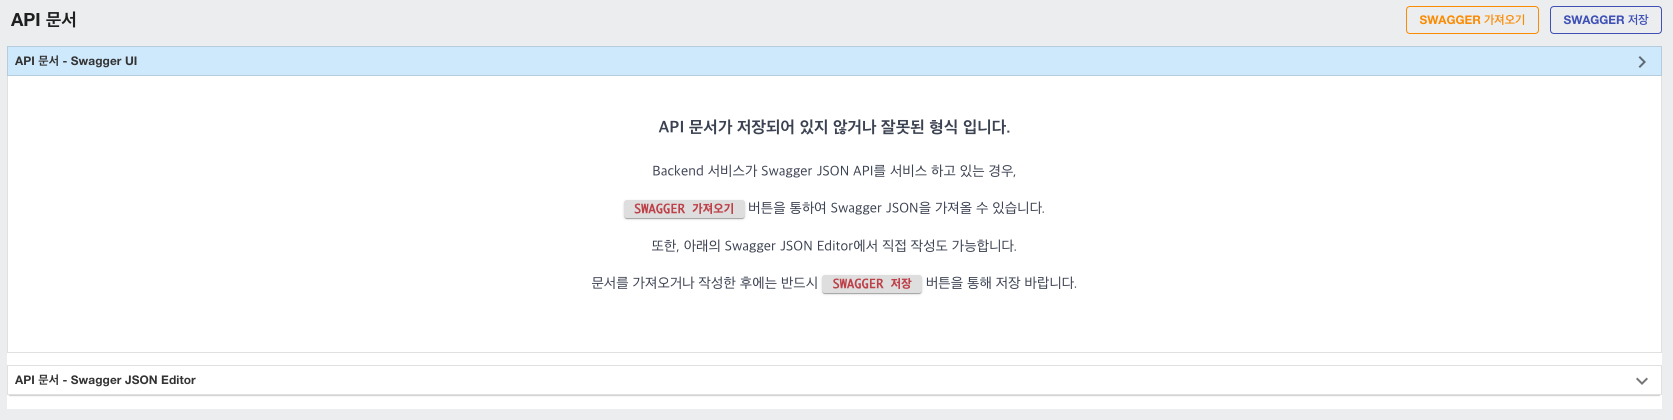 API 문서
SWAGGER 가져오기
SWAGGER 저장
API 문서 - Swagger UI
API 문서가 저장되어 있지 않거나 잘못된 형식 입니다.
Backend 서비스가 Swagger JSON API를 서비스 하고 있는 경우,
SWAGGER 가져오기 버튼을 통하여 Swagger JSON을 가져올 수 있습니다.
또한, 아래의 Swagger JSON Editor에서 직접 작성도 가능합니다.
문서를 가져오거나 작성한 후에는 반드시 SWAGGER 저장 버튼을 통해 저장 바랍니다.
API 문서 - Swagger JSON Editor